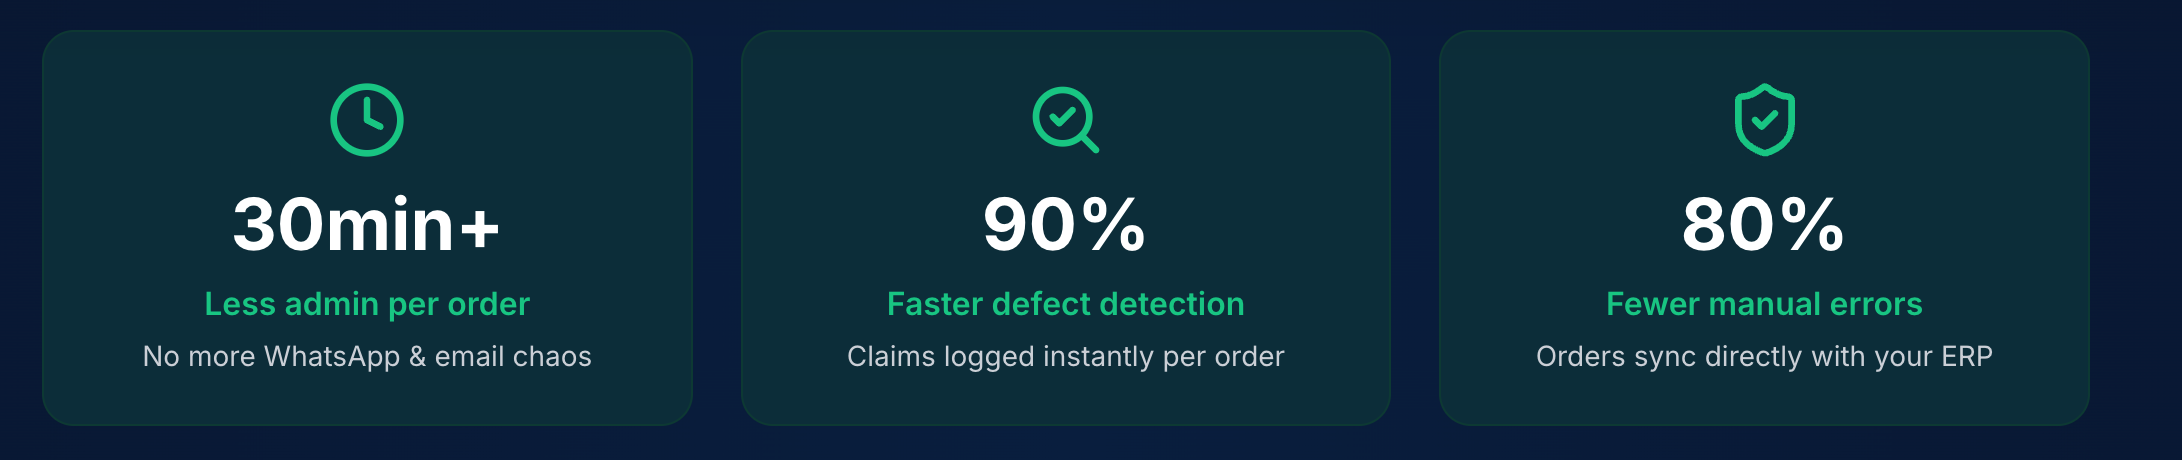 30min+
Less admin per order
No more WhatsApp & email chaos
90%
Faster defect detection
Claims logged instantly per order
80%
Fewer manual errors
Orders sync directly with your ERP